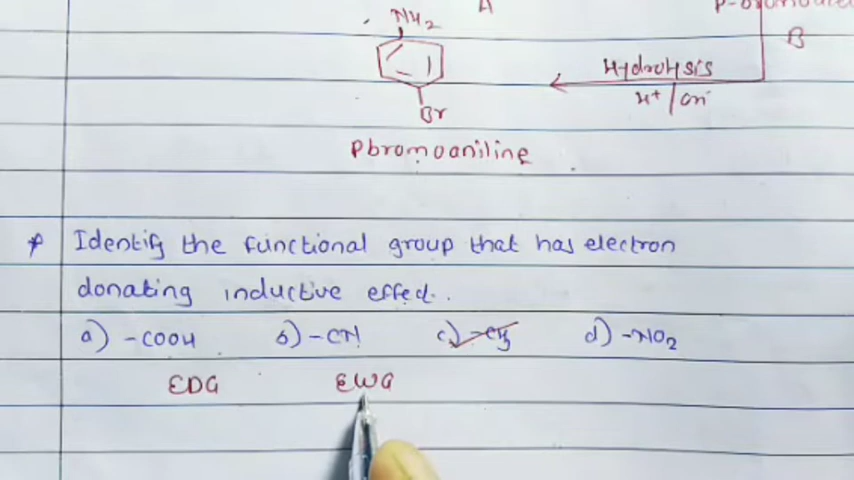 NH2
A
B
Hydrolysis
H+/OH-
Br
Pbromoaniline
* Identify the functional group that has electron
donating inductive effect.
a) -COOH b) -CN c) -CH3 d) -NO2
EDG EWG